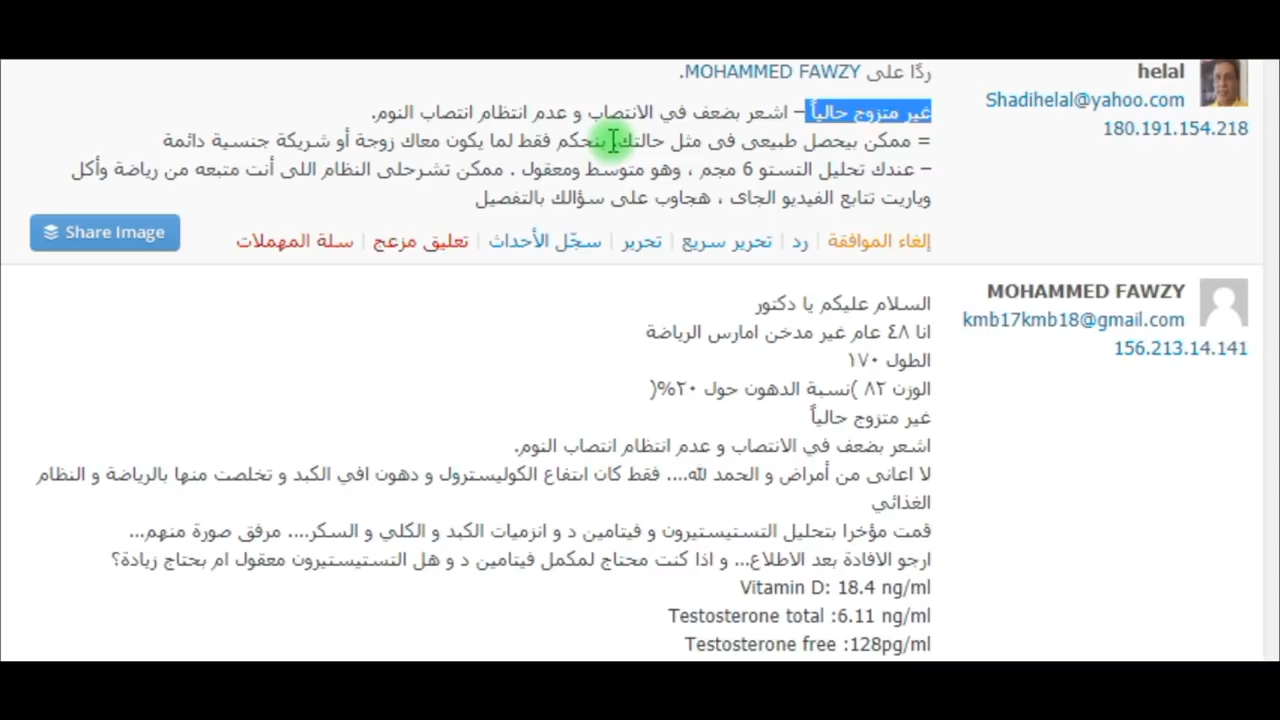 helal
Shadihelal@yahoo.com
180.191.154.218
ردًا على MOHAMMED FAWZY.
غير متزوج حالياً – اشعر بضعف في الانتصاب و عدم انتظام انتصاب النوم.
= ممكن بيحصل طبيعى فى مثل حالتك، بنحكم فقط لما يكون معاك زوجة أو شريكة جنسية دائمة
– عندك تحليل التستو 6 مجم ، وهو متوسط ومعقول . ممكن تشرحلى النظام اللى أنت متبعه من رياضة وأكل
وياريت تتابع الفيديو الجاى ، هجاوب على سؤالك بالتفصيل
إلغاء الموافقة | رد | تحرير سريع | تحرير | سجّل الأحداث | تعليق مزعج | سلة المهملات
Share Image
MOHAMMED FAWZY
kmb17kmb18@gmail.com
156.213.14.141
السلام عليكم يا دكتور
انا ٤٨ عام غير مدخن امارس الرياضة
الطول ١٧٠
الوزن ٨٢ )نسبة الدهون حول ٢٠%(
غير متزوج حالياً
اشعر بضعف في الانتصاب و عدم انتظام انتصاب النوم.
لا اعانى من أمراض و الحمد لله.... فقط كان انتفاع الكوليسترول و دهون افي الكبد و تخلصت منها بالرياضة و النظام
الغذائي
قمت مؤخرا بتحليل التستيستيرون و فيتامين د و انزميات الكبد و الكلي و السكر.... مرفق صورة منهم...
ارجو الافادة بعد الاطلاع... و اذا كنت محتاج لمكمل فيتامين د و هل التستيستيرون معقول ام بحتاج زيادة؟
Vitamin D: 18.4 ng/ml
Testosterone total :6.11 ng/ml
Testosterone free :128pg/ml